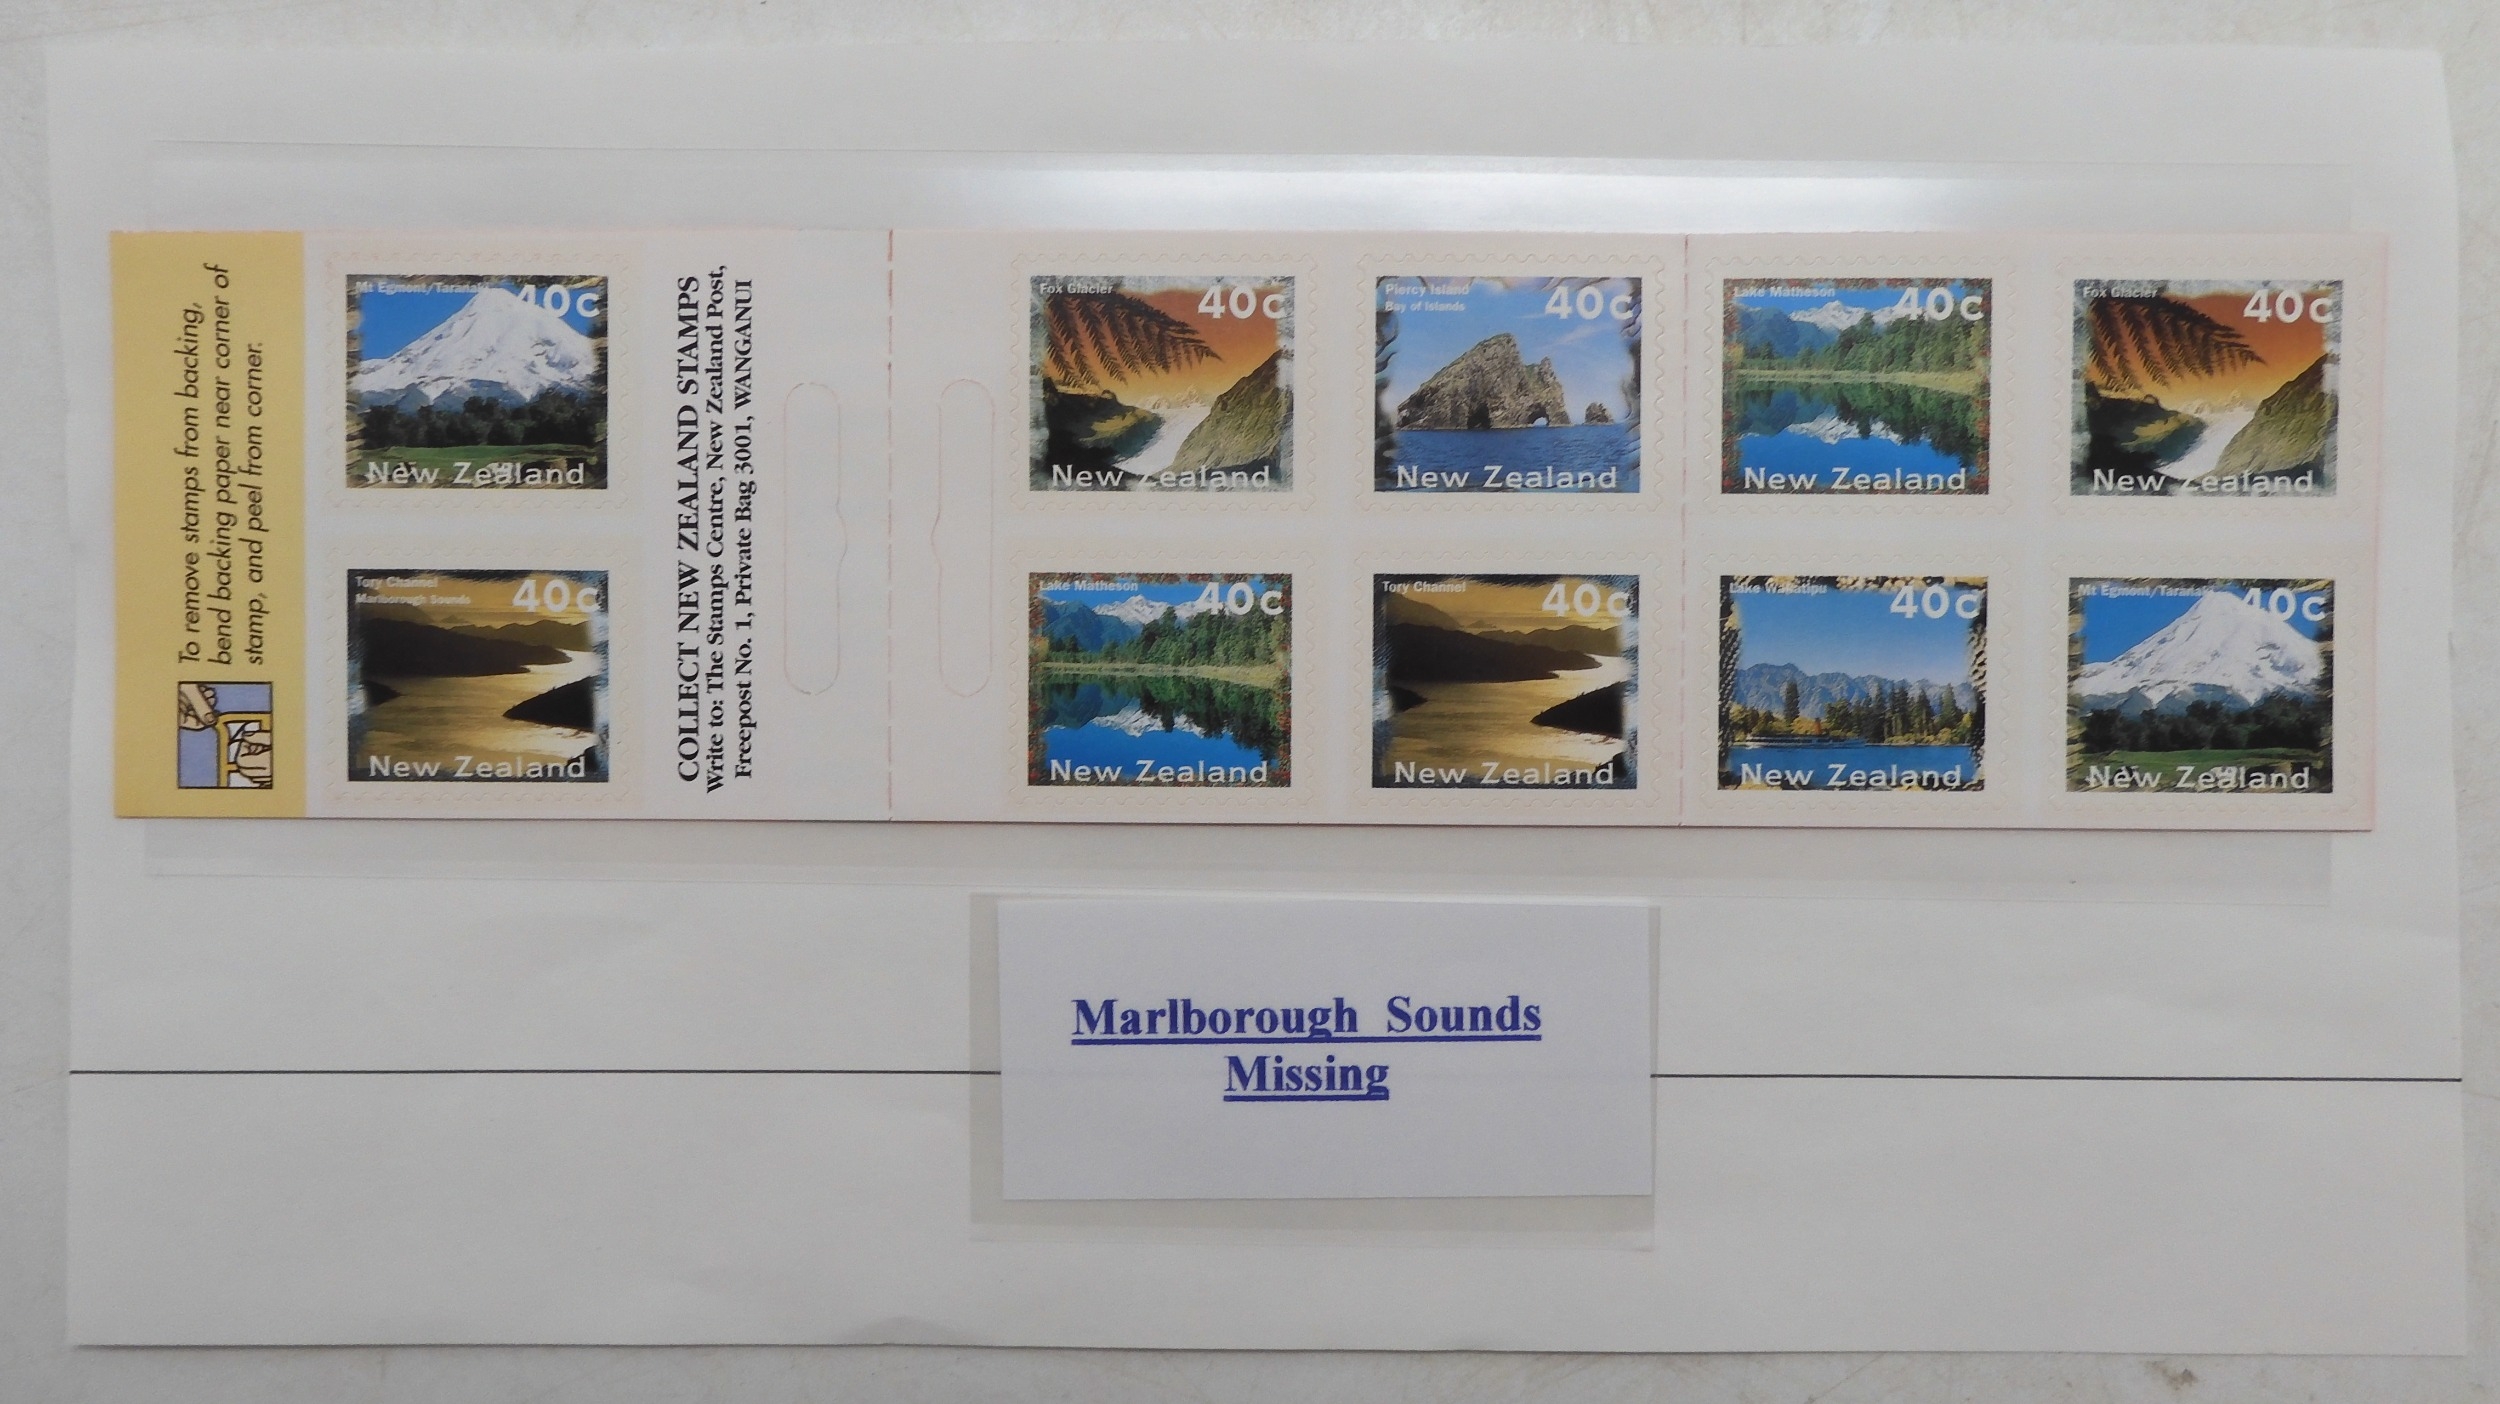 To remove stamps from backing,
bend backing paper near corner of
stamp, and peel from corner.
Mt Egmont/Taranaki
40c
New Zealand
Tory Channel
Marlborough Sounds
40c
New Zealand
COLLECT NEW ZEALAND STAMPS
Write to: The Stamps Centre, New Zealand Post,
Freepost No. 1, Private Bag 3001, WANGANUI
Fox Glacier
40c
New Zealand
Piercy Island
Bay of Islands
40c
New Zealand
Lake Matheson
40c
New Zealand
Fox Glacier
40c
New Zealand
Lake Matheson
40c
New Zealand
Tory Channel
40c
New Zealand
Lake Wakatipu
40c
New Zealand
Mt Egmont/Taranaki
40c
New Zealand
Marlborough Sounds
Missing